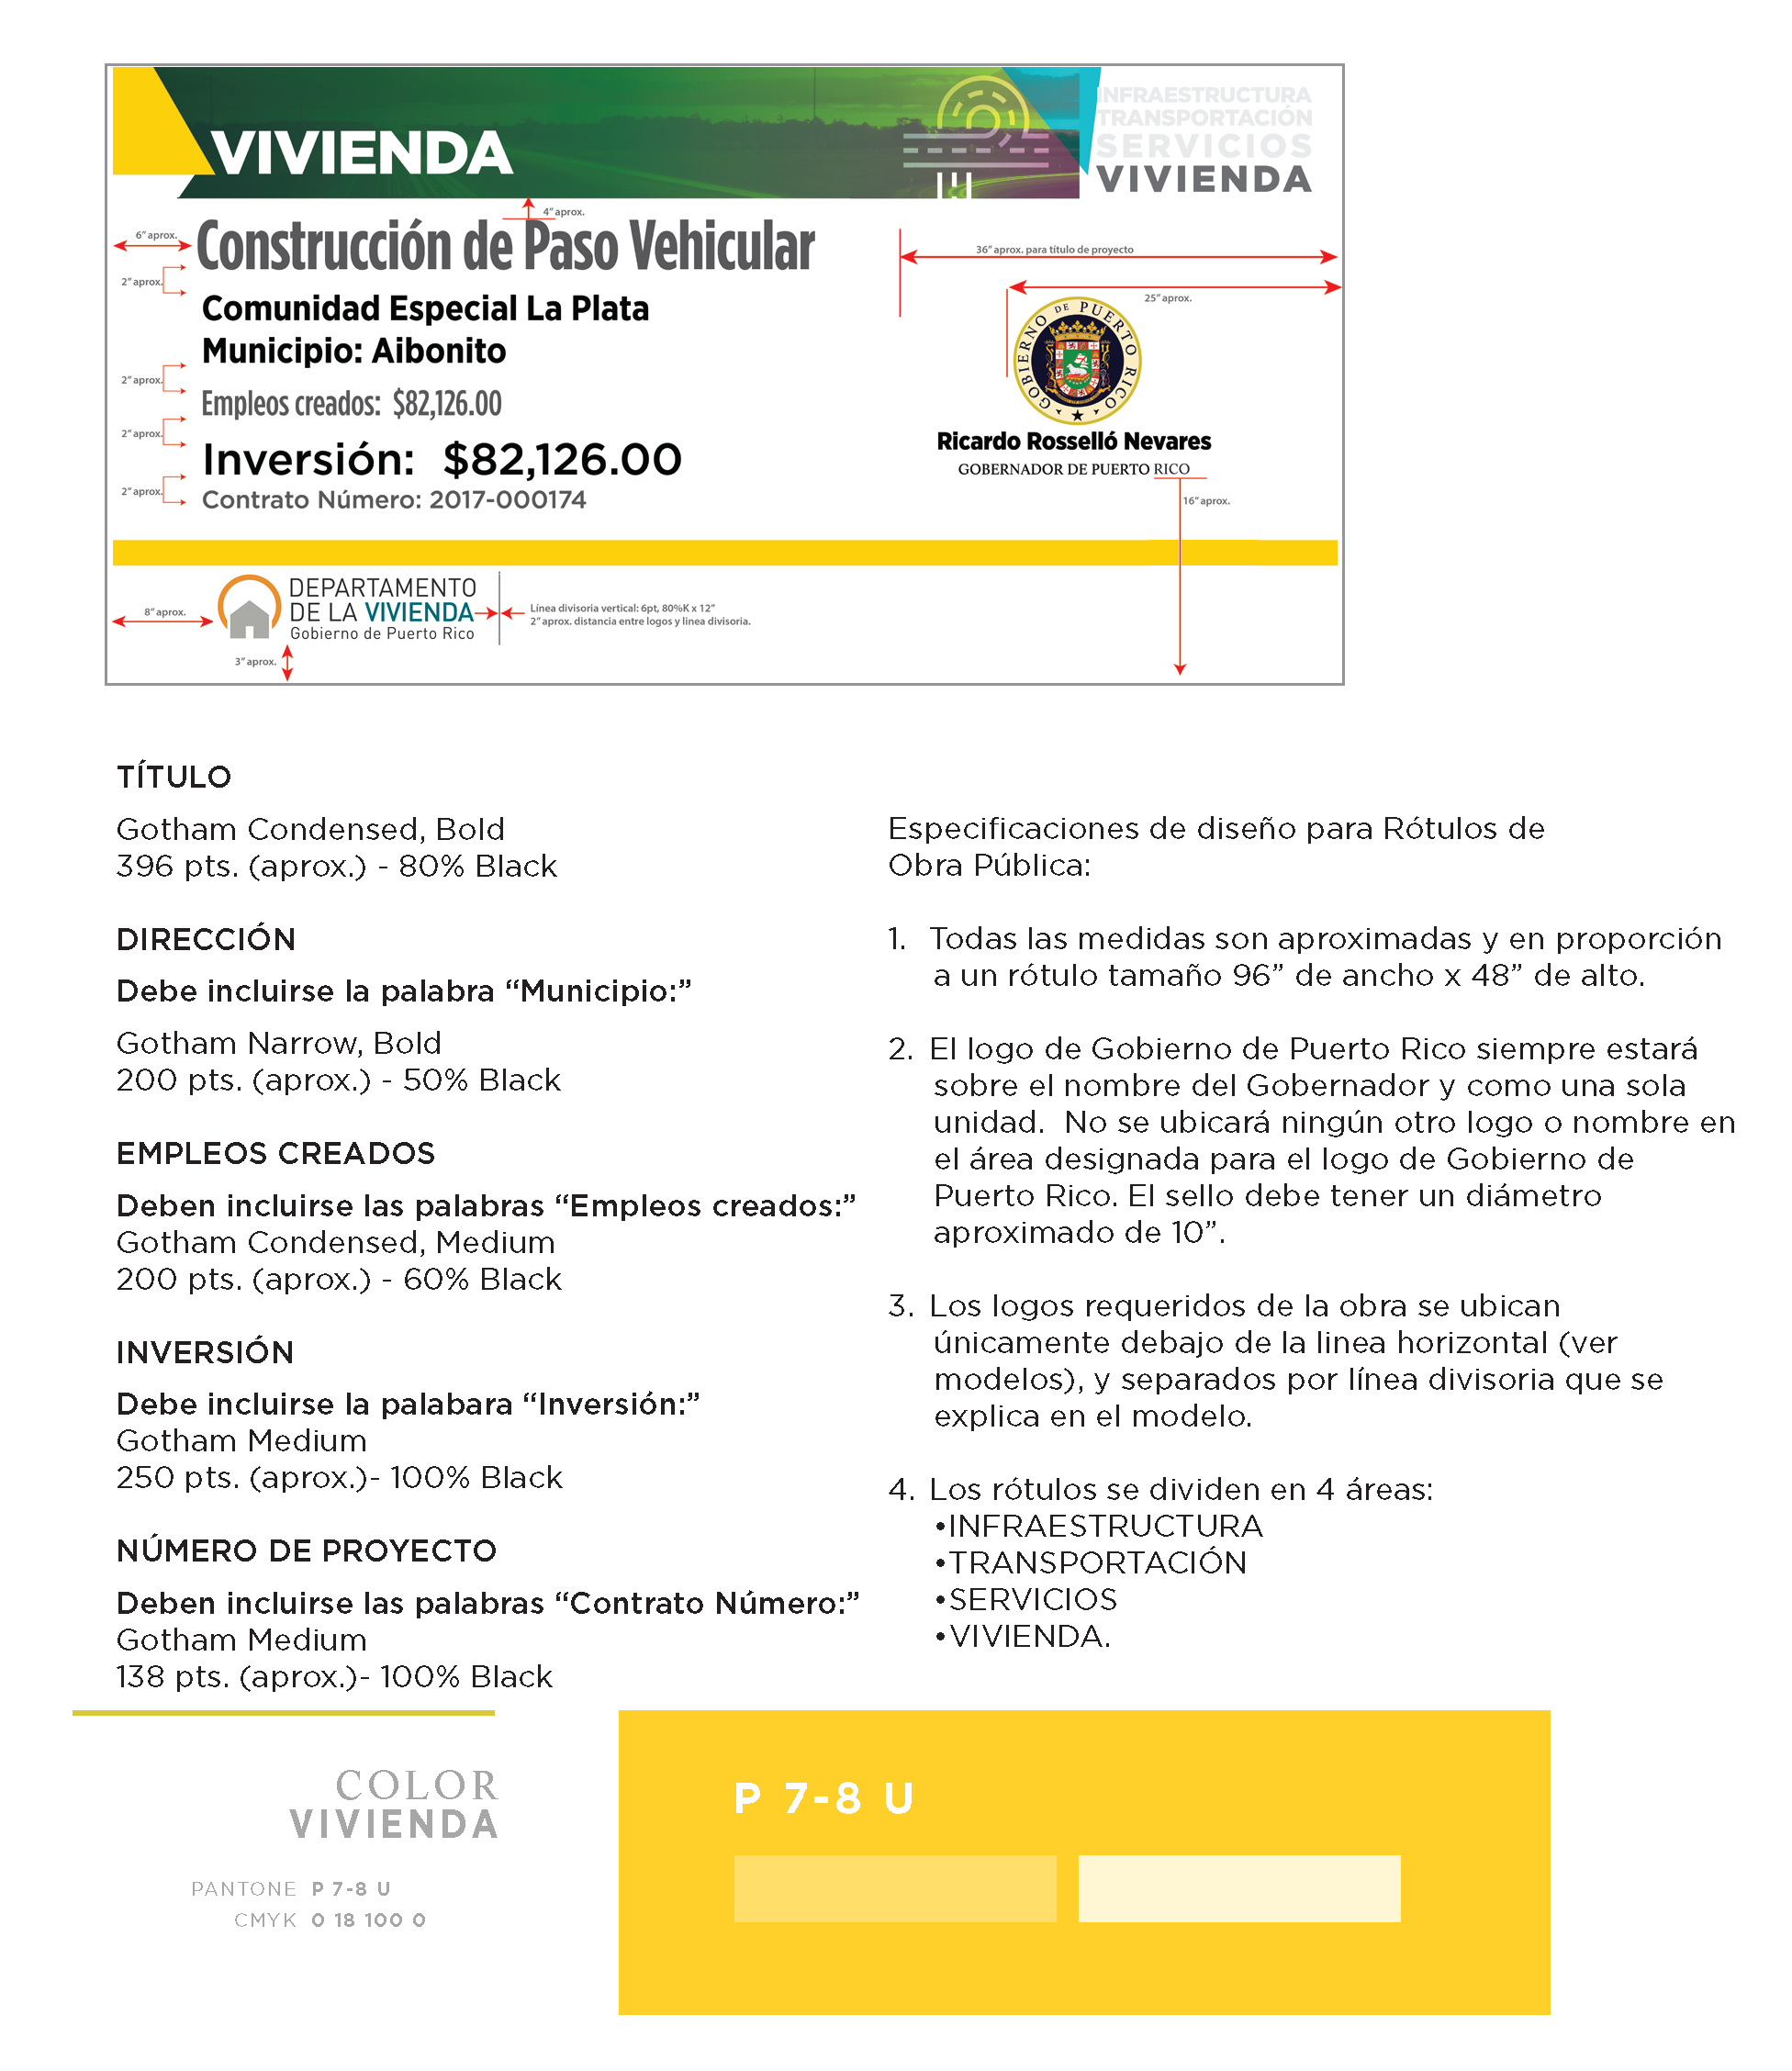 VIVIENDA
INFRAESTRUCTURA
TRANSPORTACIÓN
SERVICIOS
VIVIENDA
4” aprox.
6” aprox.
Construcción de Paso Vehicular
36” aprox. para título de proyecto
2” aprox.
25” aprox.
Comunidad Especial La Plata
Municipio: Aibonito
GOBIERNO DE PUERTO RICO
2” aprox.
Empleos creados: $82,126.00
2” aprox.
Inversión: $82,126.00
Ricardo Rosselló Nevares
GOBERNADOR DE PUERTO RICO
2” aprox.
Contrato Número: 2017-000174
16” aprox.
DEPARTAMENTO
DE LA VIVIENDA
Gobierno de Puerto Rico
8” aprox.
Línea divisoria vertical: 6pt, 80%K x 12”
2” aprox. distancia entre logos y linea divisoria.
3” aprox.
TÍTULO
Gotham Condensed, Bold
396 pts. (aprox.) - 80% Black
DIRECCIÓN
Debe incluirse la palabra “Municipio:”
Gotham Narrow, Bold
200 pts. (aprox.) - 50% Black
EMPLEOS CREADOS
Deben incluirse las palabras “Empleos creados:”
Gotham Condensed, Medium
200 pts. (aprox.) - 60% Black
INVERSIÓN
Debe incluirse la palabara “Inversión:”
Gotham Medium
250 pts. (aprox.)- 100% Black
NÚMERO DE PROYECTO
Deben incluirse las palabras “Contrato Número:”
Gotham Medium
138 pts. (aprox.)- 100% Black
Especificaciones de diseño para Rótulos de
Obra Pública:
1. Todas las medidas son aproximadas y en proporción
a un rótulo tamaño 96” de ancho x 48” de alto.
2. El logo de Gobierno de Puerto Rico siempre estará
sobre el nombre del Gobernador y como una sola
unidad. No se ubicará ningún otro logo o nombre en
el área designada para el logo de Gobierno de
Puerto Rico. El sello debe tener un diámetro
aproximado de 10”.
3. Los logos requeridos de la obra se ubican
únicamente debajo de la linea horizontal (ver
modelos), y separados por línea divisoria que se
explica en el modelo.
4. Los rótulos se dividen en 4 áreas:
•INFRAESTRUCTURA
•TRANSPORTACIÓN
•SERVICIOS
•VIVIENDA.
COLOR
VIVIENDA
PANTONE P 7-8 U
CMYK 0 18 100 0
P 7-8 U